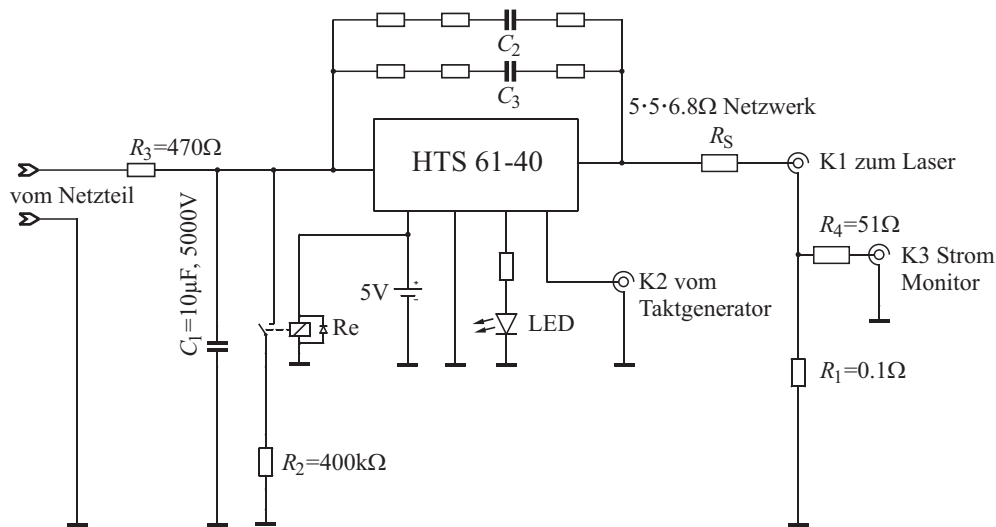 C2
C3
5·5·6.8Ω Netzwerk
R3=470Ω
HTS 61-40
RS
K1 zum Laser
vom Netzteil
R4=51Ω
K3 Strom
Monitor
C1=10µF, 5000V
5V
K2 vom
Taktgenerator
Re
LED
R1=0.1Ω
R2=400kΩ